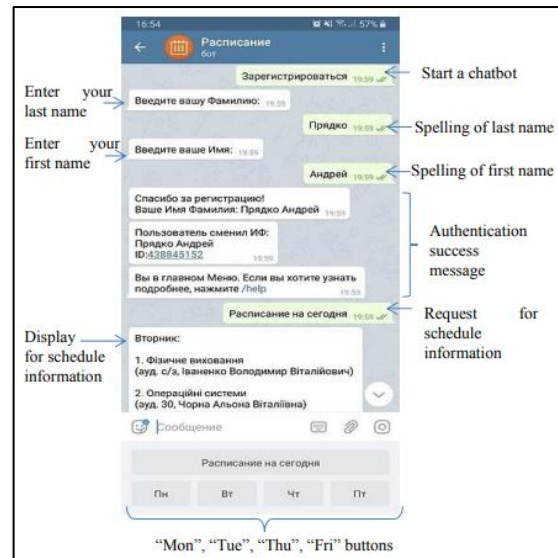 16:54
57%
Расписание
бот
Зарегистрироваться 19:59
Start a chatbot
Enter your
last name
Введите вашу Фамилию: 19:59
Прядко 19:59
Spelling of last name
Enter your
first name
Введите ваше Имя: 19:59
Андрей 19:59
Spelling of first name
Спасибо за регистрацию!
Ваше Имя Фамилия: Прядко Андрей 19:59
Пользователь сменил ИФ:
Прядко Андрей
ID:438845152 19:59
Вы в главном Меню. Если вы хотите узнать
подробнее, нажмите /help 19:59
Authentication
success
message
Расписание на сегодня 19:59
Request for
schedule
information
Display
for schedule
information
Вторник:
1. Фізичне виховання
(ауд. с/з, Іваненко Володимир Віталійович)
2. Операційні системи
(ауд. 30, Чорна Альона Віталіївна)
Сообщение
Расписание на сегодня
Пн Вт Чт Пт
“Mon”, “Tue”, “Thu”, “Fri” buttons